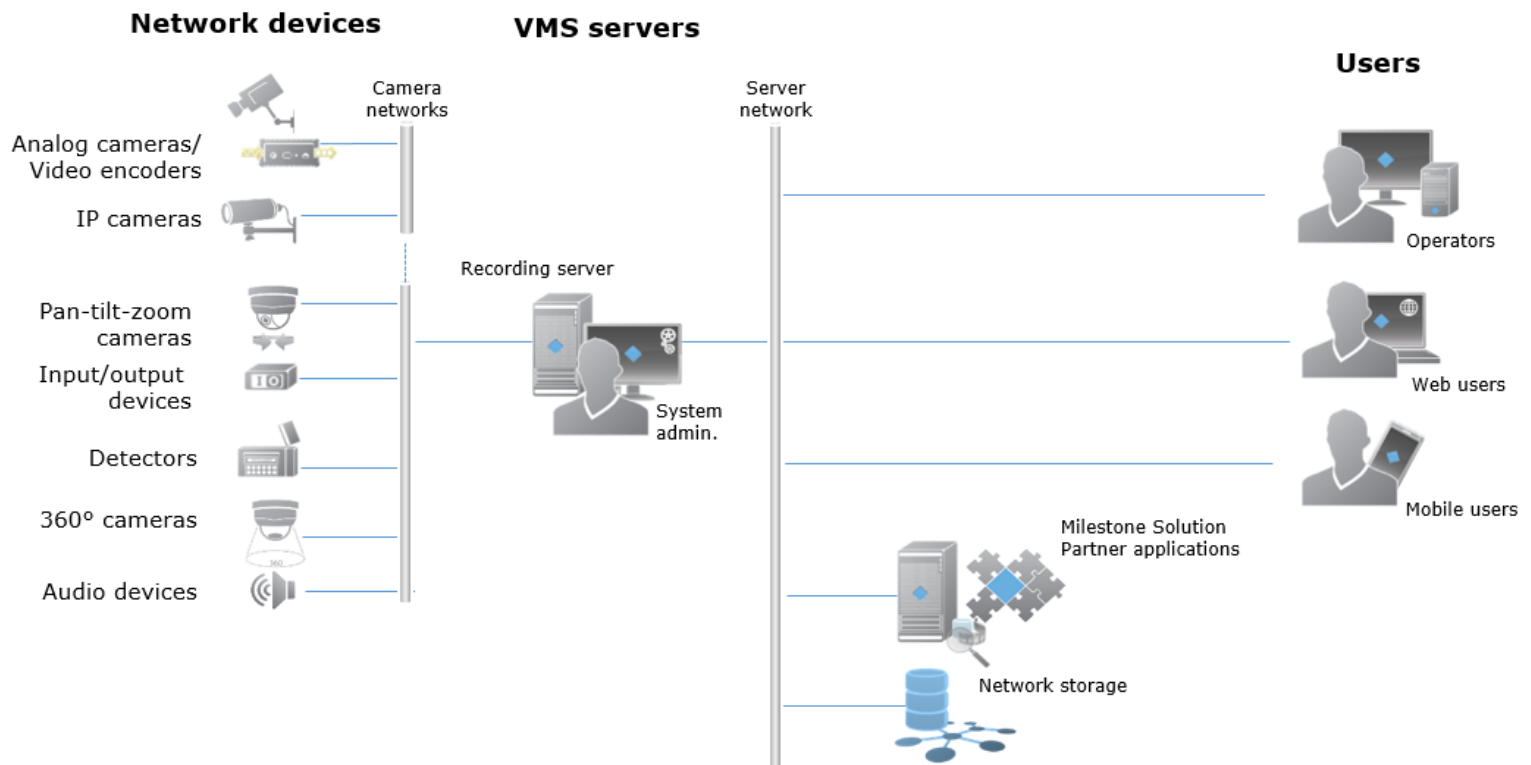 Network devices
VMS servers
Users
Camera
networks
Server
network
Analog cameras/
Video encoders
IP cameras
Pan-tilt-zoom
cameras
Input/output
devices
Detectors
360º cameras
360
Audio devices
Recording server
System
admin.
Operators
Web users
Mobile users
Milestone Solution
Partner applications
Network storage